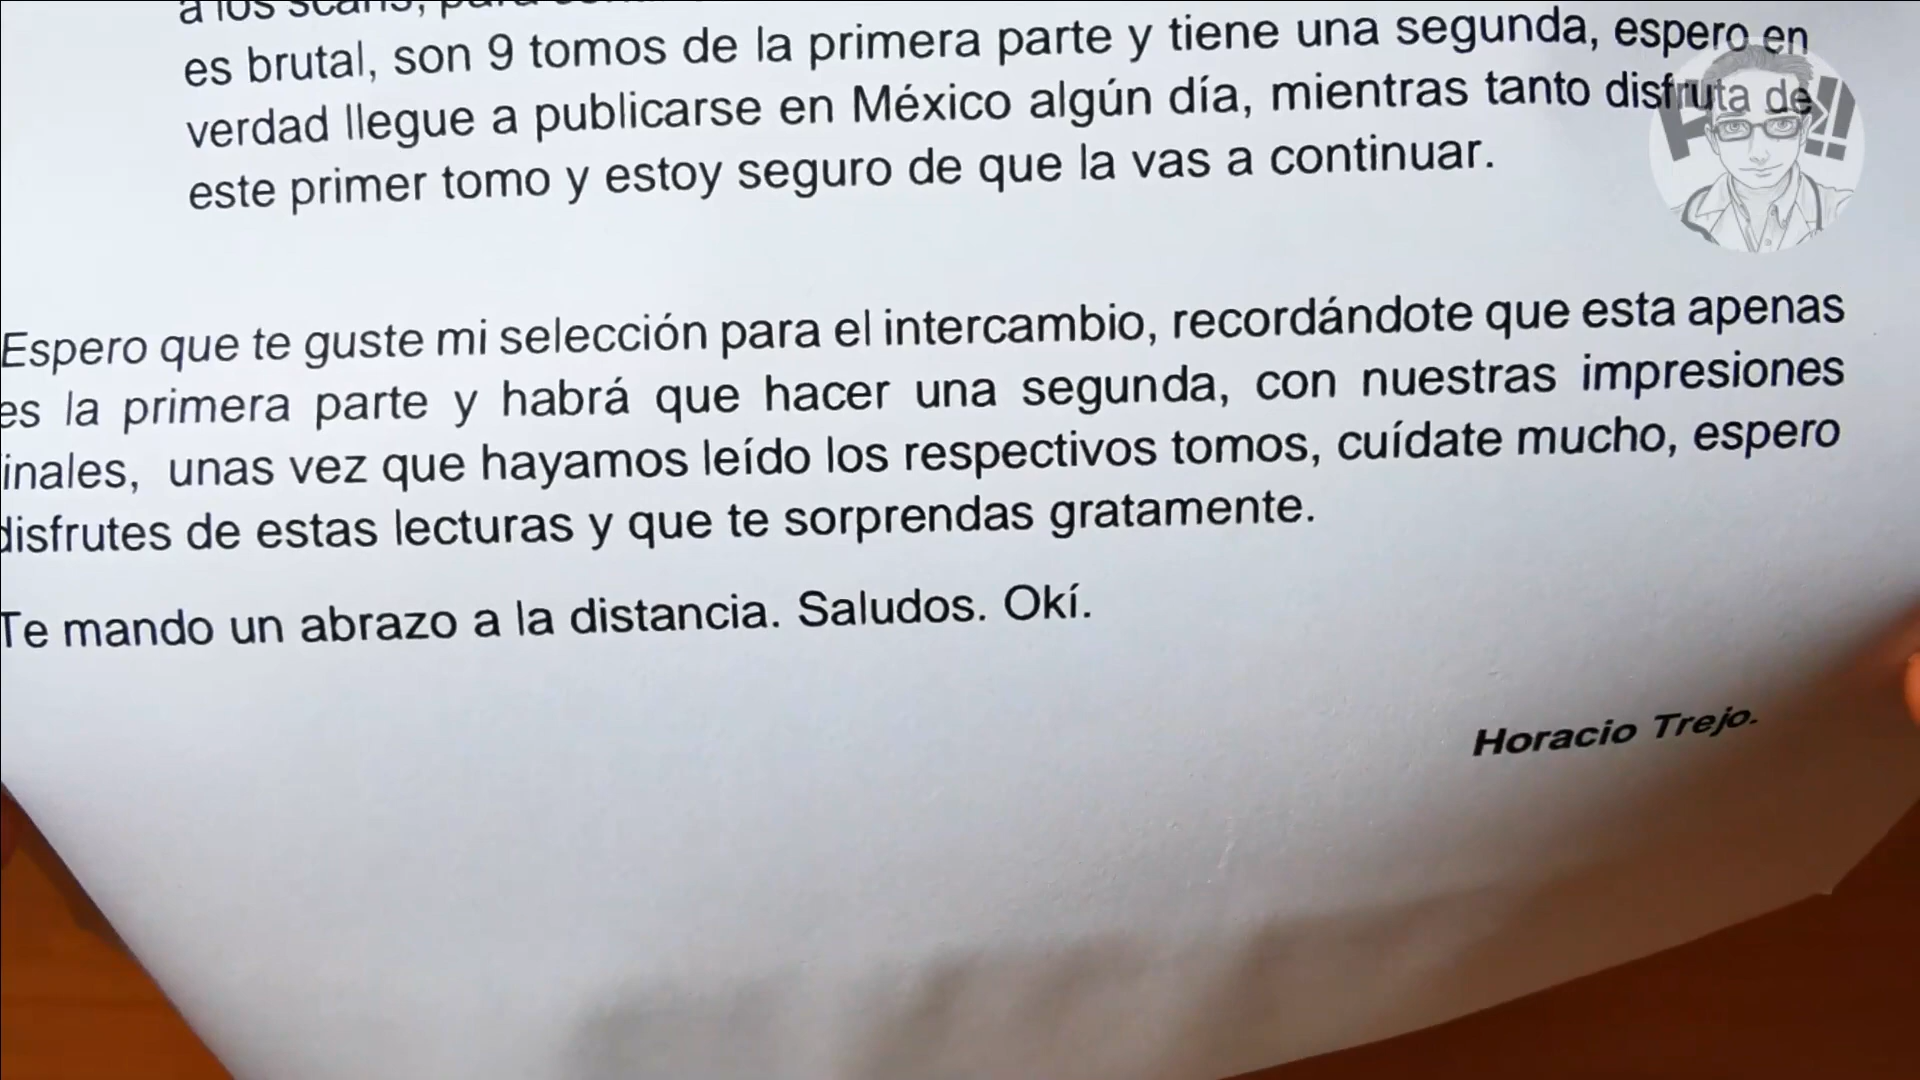 a los scans,
es brutal, son 9 tomos de la primera parte y tiene una segunda, espero en
verdad llegue a publicarse en México algún día, mientras tanto disfruta de
este primer tomo y estoy seguro de que la vas a continuar.
Espero que te guste mi selección para el intercambio, recordándote que esta apenas
es la primera parte y habrá que hacer una segunda, con nuestras impresiones
inales, unas vez que hayamos leído los respectivos tomos, cuídate mucho, espero
disfrutes de estas lecturas y que te sorprendas gratamente.
Te mando un abrazo a la distancia. Saludos. Okí.
Horacio Trejo.